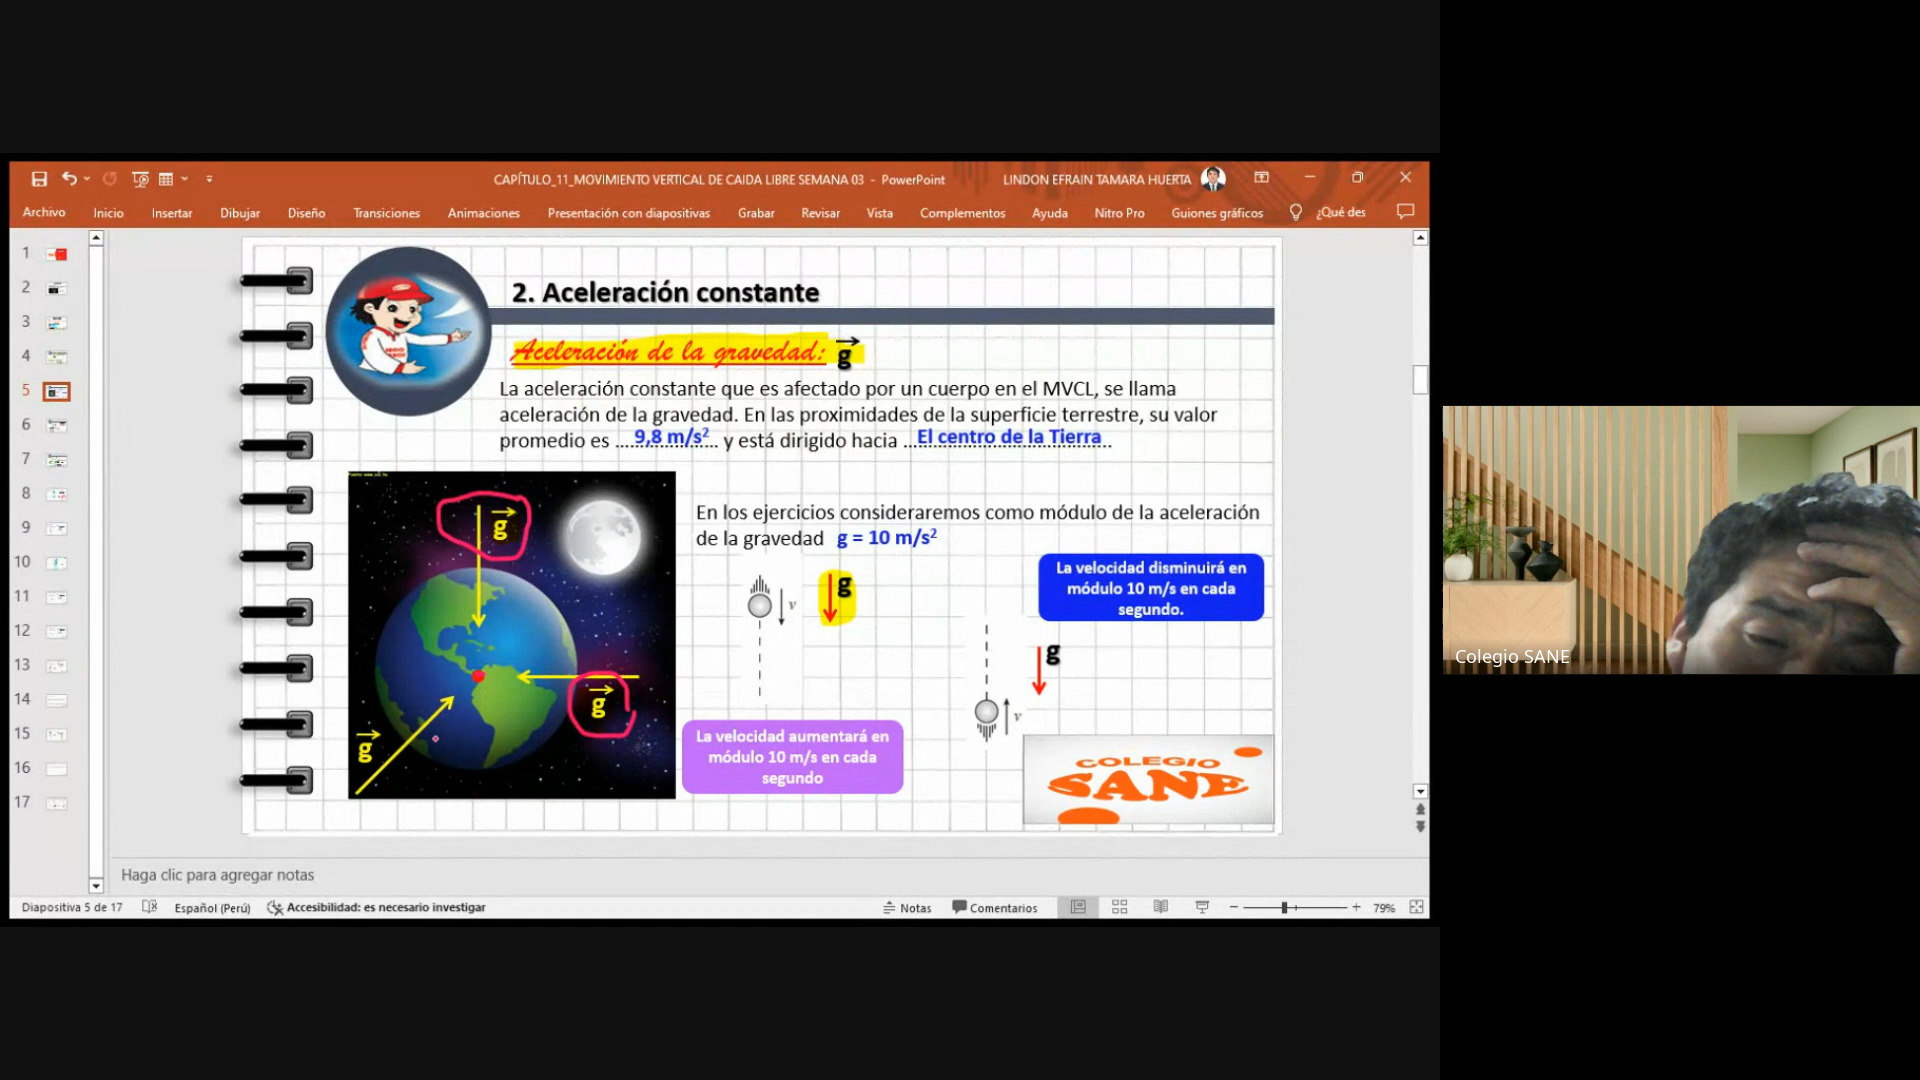 CAPÍTULO_11_MOVIMIENTO VERTICAL DE CAIDA LIBRE SEMANA 03 - PowerPoint
LINDON EFRAIN TAMARA HUERTA
Archivo Inicio Insertar Dibujar Diseño Transiciones Animaciones Presentación con diapositivas Grabar Revisar Vista Complementos Ayuda Nitro Pro Guiones gráficos ¿Qué des
1
2
3
4
5
6
7
8
9
10
11
12
13
14
15
16
17
2. Aceleración constante
Aceleración de la gravedad: g
La aceleración constante que es afectado por un cuerpo en el MVCL, se llama
aceleración de la gravedad. En las proximidades de la superficie terrestre, su valor
promedio es ...9,8 m/s²... y está dirigido hacia ...El centro de la Tierra...
g
g
g
En los ejercicios consideraremos como módulo de la aceleración
de la gravedad g = 10 m/s²
v
g
La velocidad aumentará en
módulo 10 m/s en cada
segundo
La velocidad disminuirá en
módulo 10 m/s en cada
segundo.
g
v
COLEGIO
SANE
Colegio SANE
Haga clic para agregar notas
Diapositiva 5 de 17 Español (Perú) Accesibilidad: es necesario investigar Notas Comentarios 79%